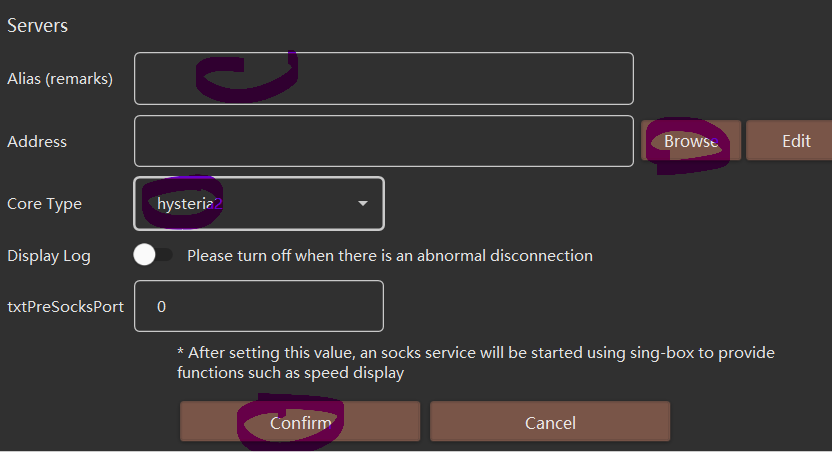 Servers
Alias (remarks)
Address
Browse
Edit
Core Type
hysteria2
Display Log
Please turn off when there is an abnormal disconnection
txtPreSocksPort
0
* After setting this value, an socks service will be started using sing-box to provide
functions such as speed display
Confirm
Cancel